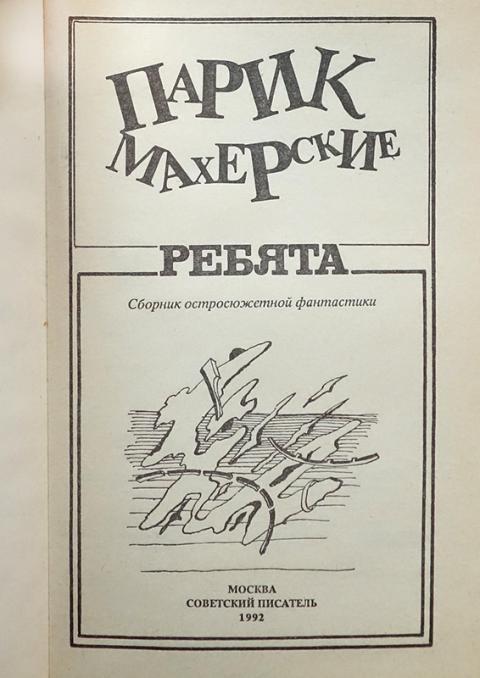 ПАРИК
МАХЕРСКИЕ
РЕБЯТА
Сборник остросюжетной фантастики
МОСКВА
СОВЕТСКИЙ ПИСАТЕЛЬ
1992